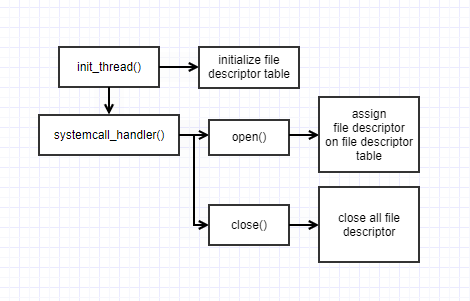 init_thread()
initialize file
descriptor table
systemcall_handler()
open()
assign
file descriptor
on file descriptor
table
close()
close all file
descriptor